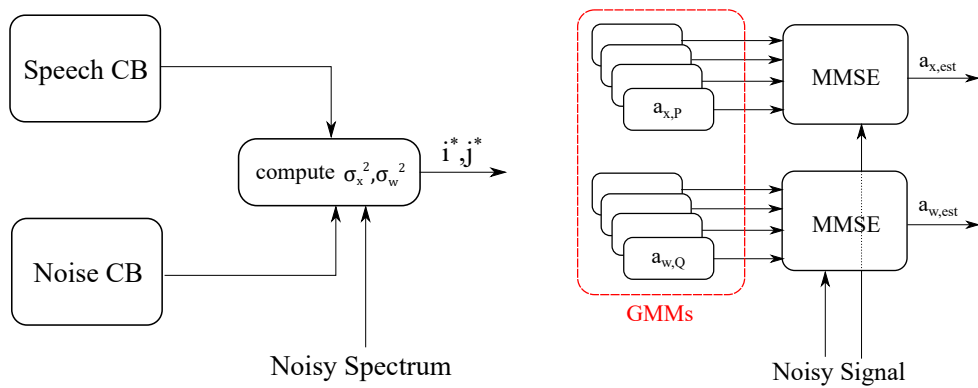 Speech CB
compute σx²,σw²
i*,j*
Noise CB
Noisy Spectrum
MMSE
ax,est
ax,P
MMSE
aw,est
aw,Q
GMMs
Noisy Signal